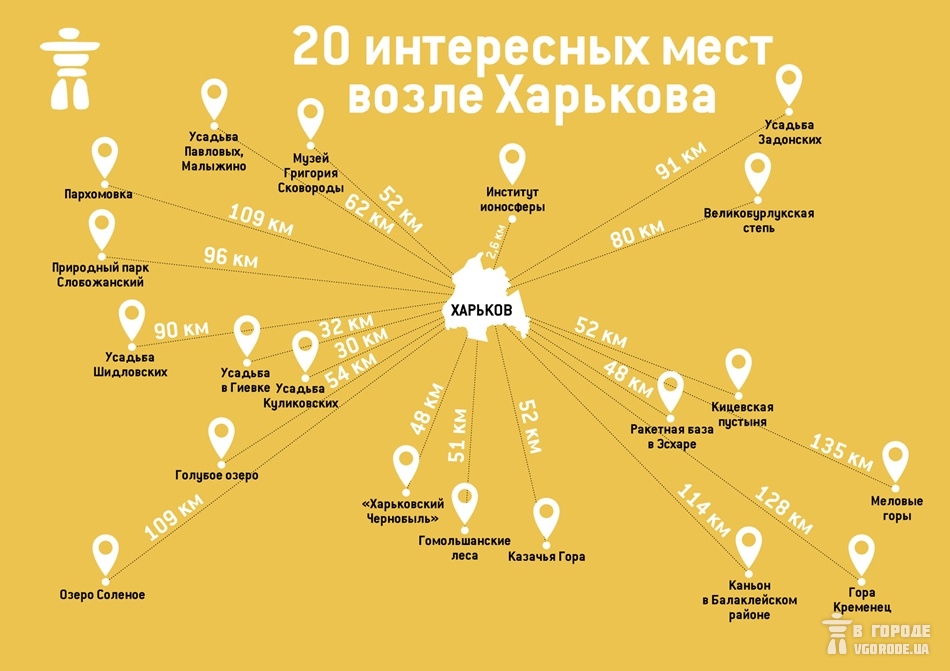 20 интересных мест
возле Харькова
Усадьба
Павловых,
Малыжино
Музей
Григория
Сковороды
Институт
ионосферы
Усадьба
Задонских
Пархомовка
Великобурлукская
степь
91 км
80 км
52 км
62 км
109 км
2,6 км
96 км
Природный парк
Слобожанский
ХАРЬКОВ
90 км
32 км
30 км
54 км
Усадьба
Шидловских
Усадьба
в Гиевке
Усадьба
Куликовских
52 км
48 км
Кицевская
пустыня
Ракетная база
в Эсхаре
48 км
51 км
52 км
135 км
Голубое озеро
109 км
«Харьковский
Чернобыль»
Гомольшанские
леса
Казачья Гора
114 км
128 км
Меловые
горы
Озеро Соленое
Каньон
в Балаклейском
районе
Гора
Кременец
В ГОРОДЕ
VGORODE.UA